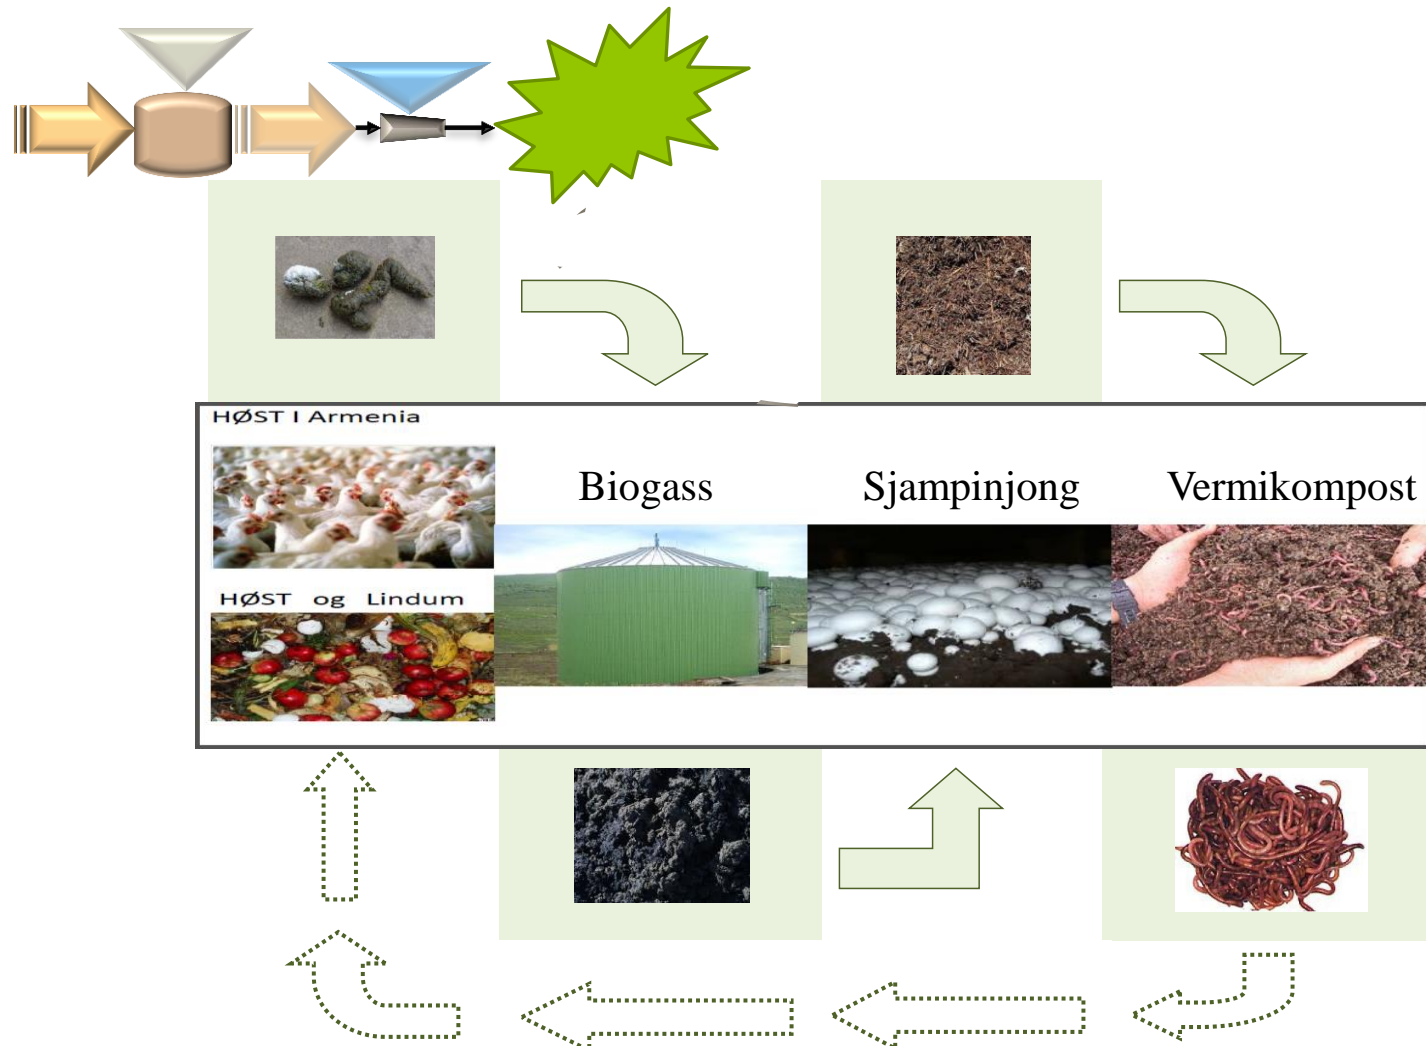 HØST I Armenia
Biogass
Sjampinjong
Vermikompost
HØST og Lindum